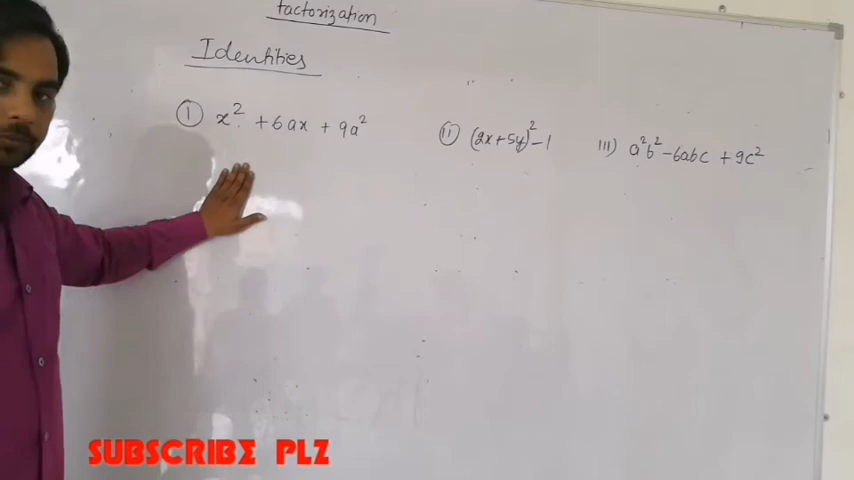 factorization
Identities
① x² + 6ax + 9a²
ⓘⓘ (2x+5y)² - 1
III) a²b² - 6abc + 9c²
SUBSCRIBE PLZ